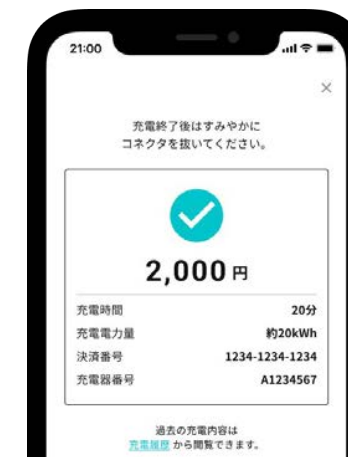 21:00
充電終了後はすみやかに
コネクタを抜いてください。
2,000 円
充電時間 20分
充電電力量 約20kWh
決済番号 1234-1234-1234
充電器番号 A1234567
過去の充電内容は
充電履歴 から閲覧できます。